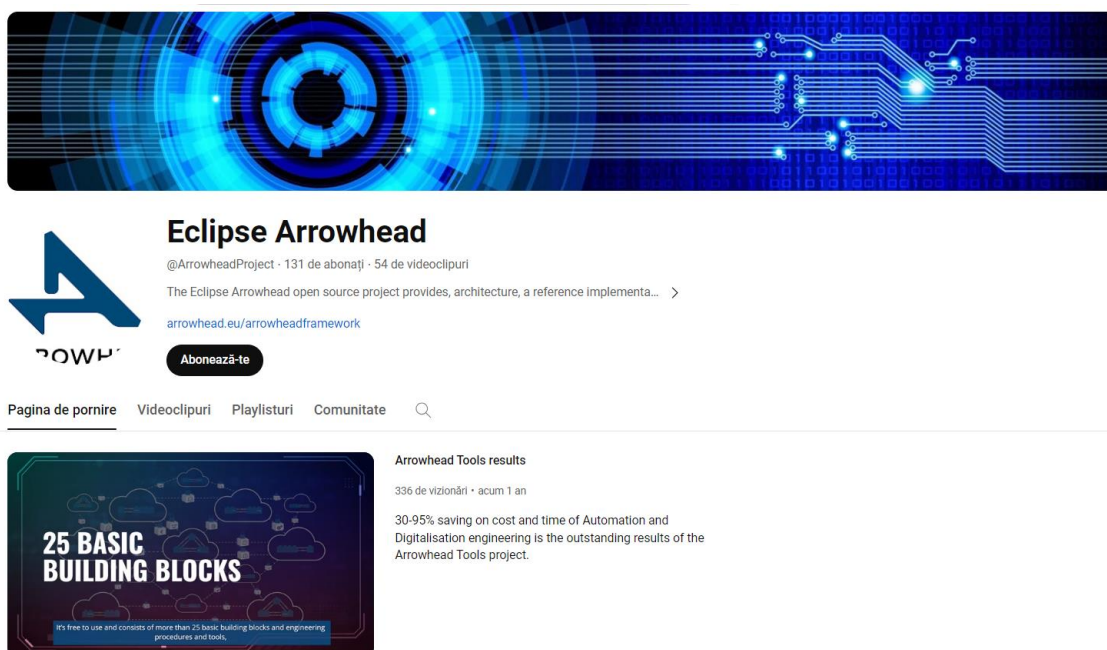 Eclipse Arrowhead
@ArrowheadProject · 131 de abonați · 54 de videoclipuri
The Eclipse Arrowhead open source project provides, architecture, a reference implementa...
arrowhead.eu/arrowheadframework
Abonează-te
Pagina de pornire Videoclipuri Playlisturi Comunitate
25 BASIC
BUILDING BLOCKS
It's free to use and consists of more than 25 basic building blocks and engineering
procedures and tools,
Arrowhead Tools results
336 de vizionări • acum 1 an
30-95% saving on cost and time of Automation and
Digitalisation engineering is the outstanding results of the
Arrowhead Tools project.